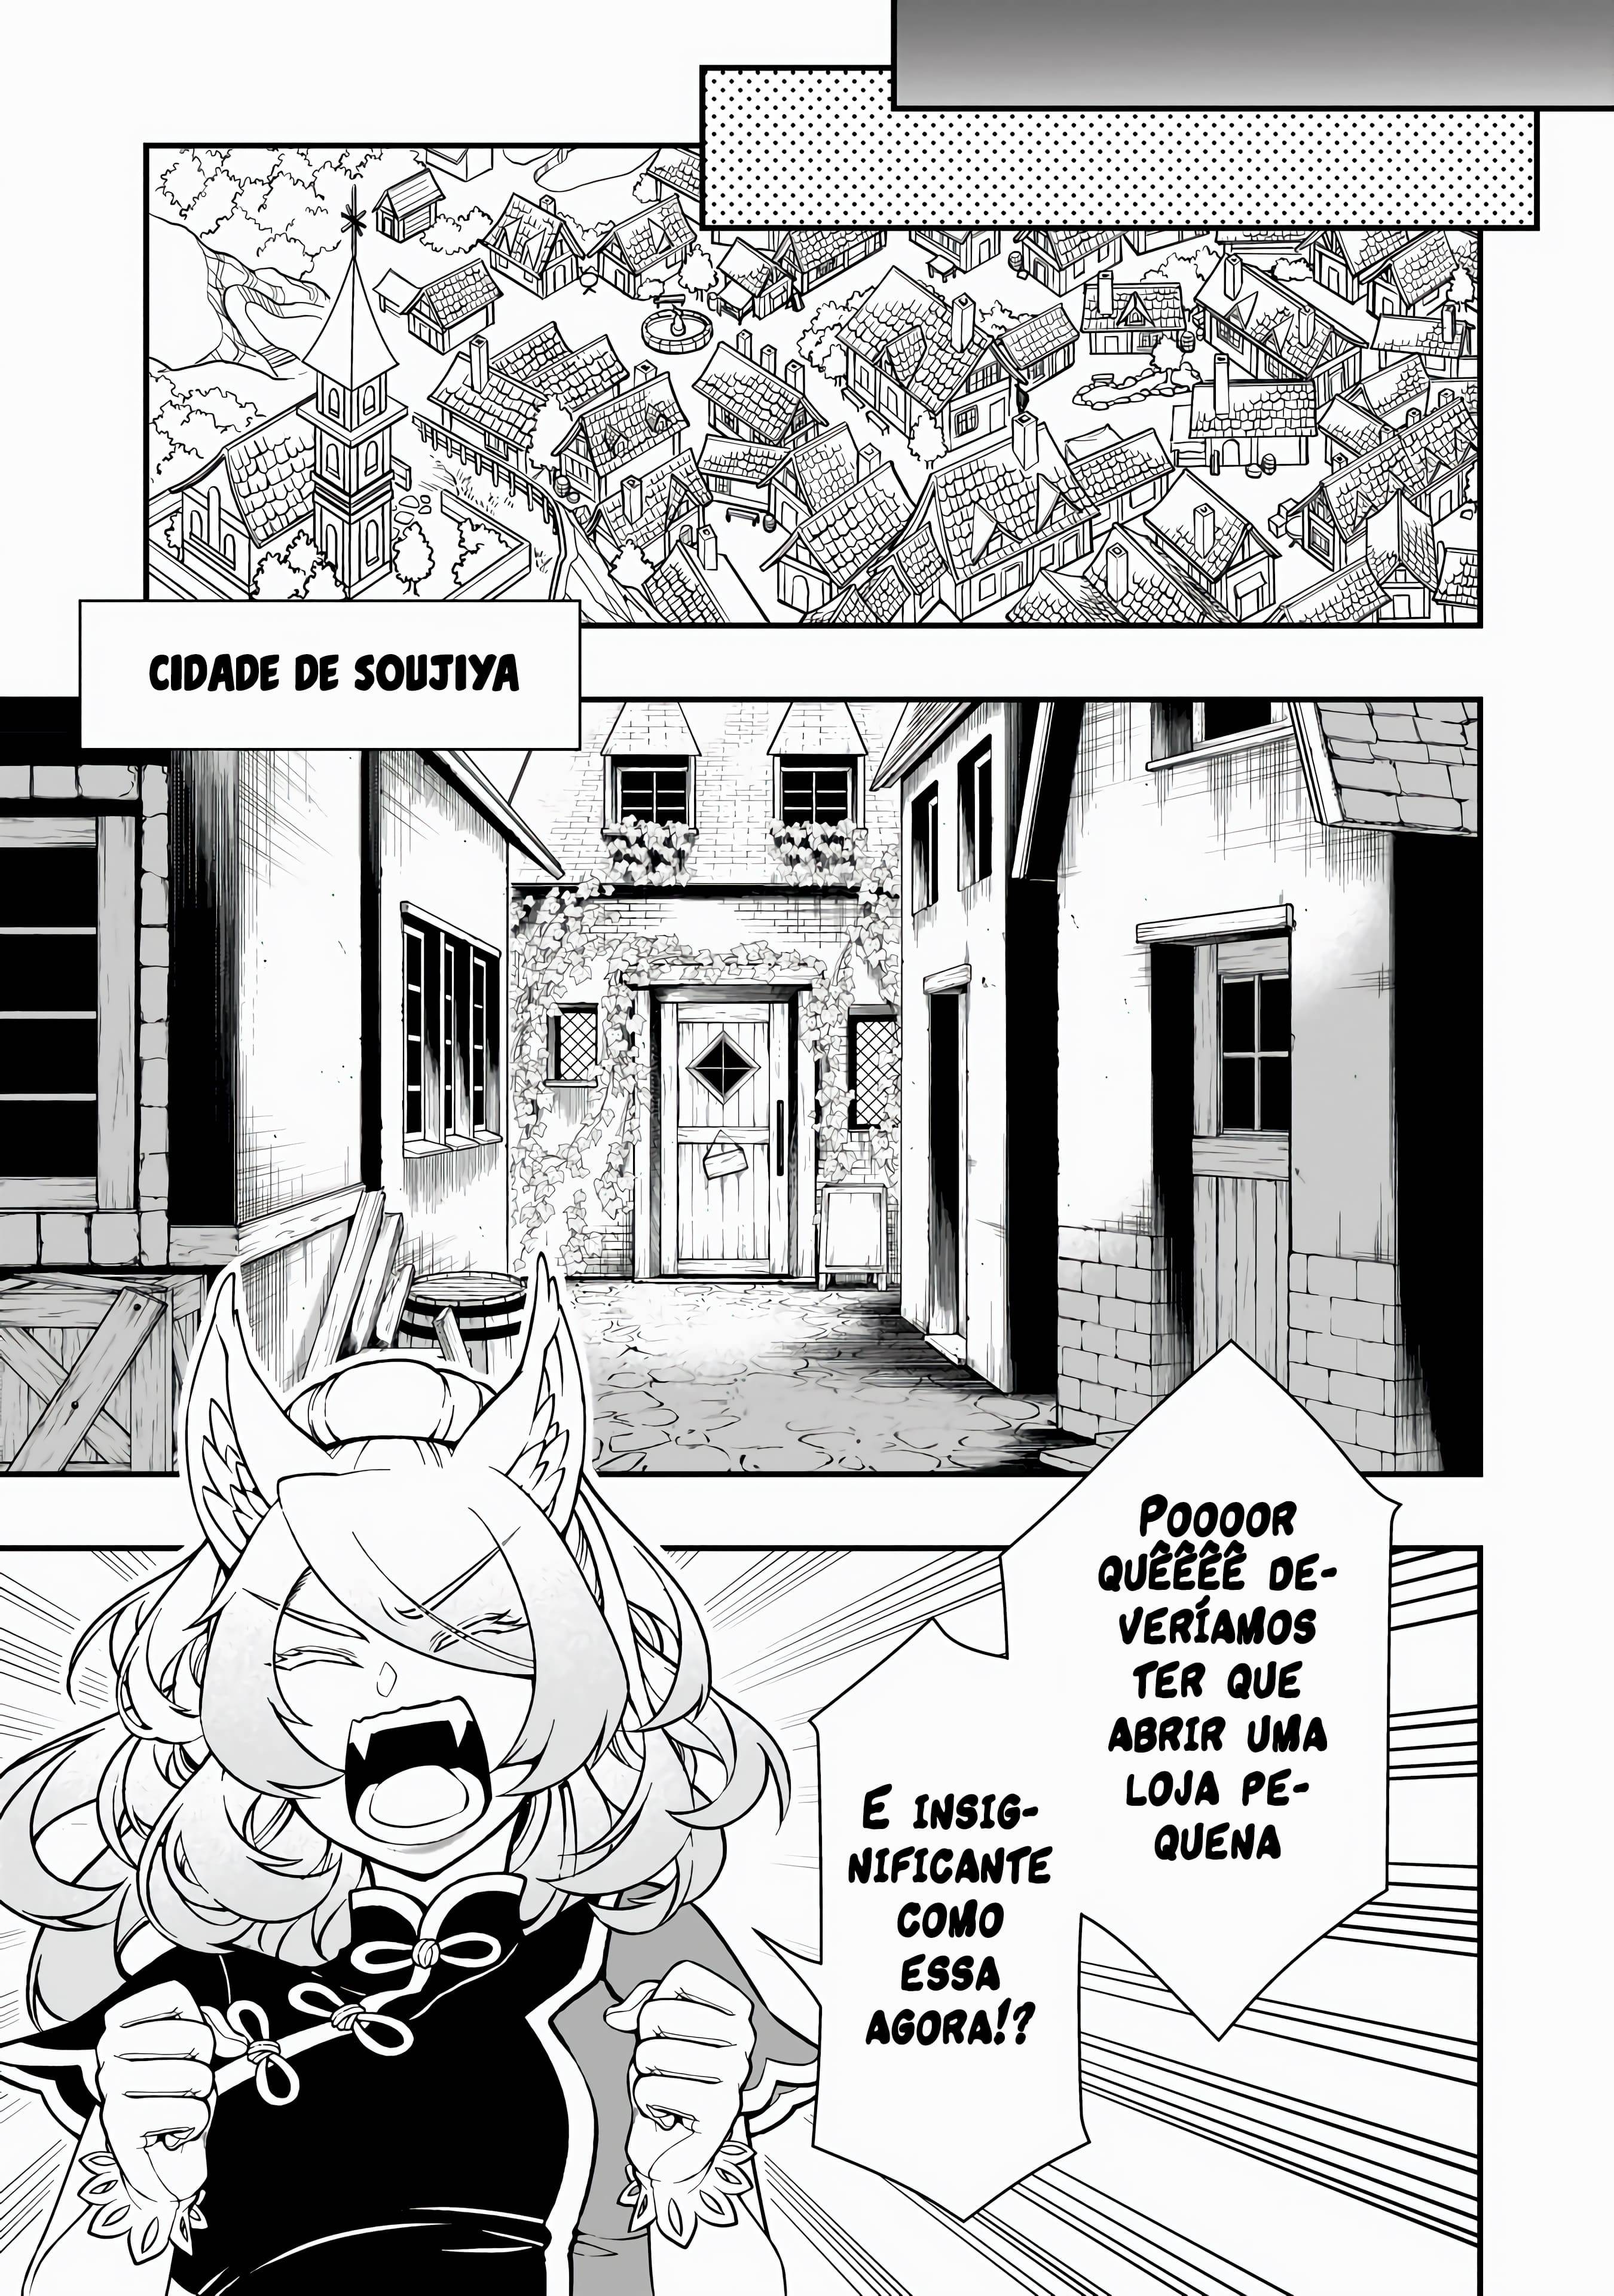 CIDADE DE SOUJIYA
POOOOR
QUÊÊÊÊ DE-
VERÍAMOS
TER QUE
ABRIR UMA
LOJA PE-
QUENA
E INSIG-
NIFICANTE
COMO
ESSA
AGORA!?